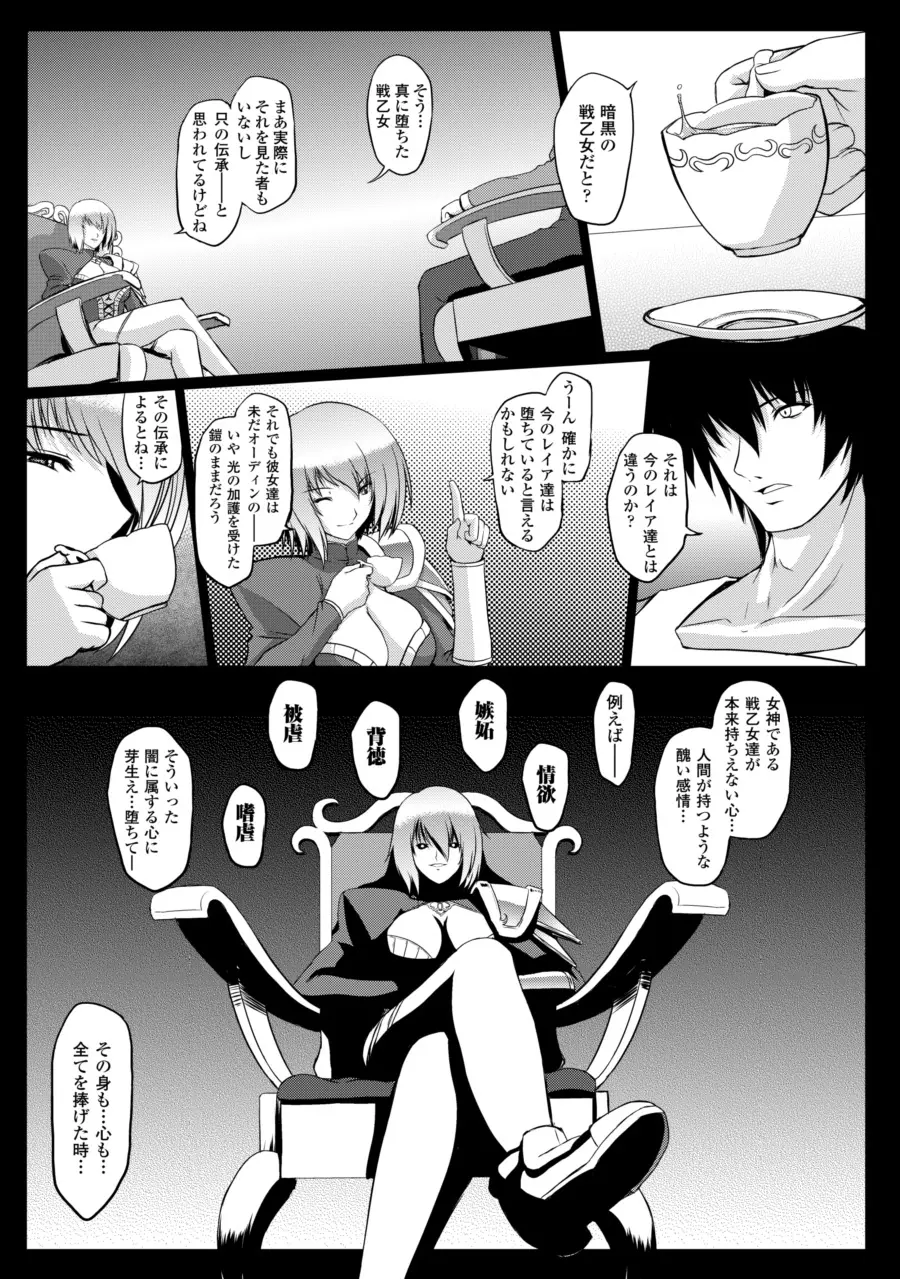 暗黒の
戦乙女だと?
そう…
真に堕ちた
戦乙女
まあ実際に
それを見た者も
いないし
只の伝承――と
思われてるけどね
それは
今のレイア達とは
違うのか?
うーん 確かに
今のレイア達は
堕ちていると言える
かもしれない
それでも彼女達は
未だオーディンの――
いや 光の加護を受けた
鎧のままだろう
その伝承に
よるとね…
女神である
戦乙女達が
本来持ちえない心…
人間が持つような
醜い感情…
例えば――
嫉妬
情欲
背徳
被虐
嗜虐
そういった
闇に属する心に
芽生え…堕ちて――
その身も…心も…
全てを捧げた時…